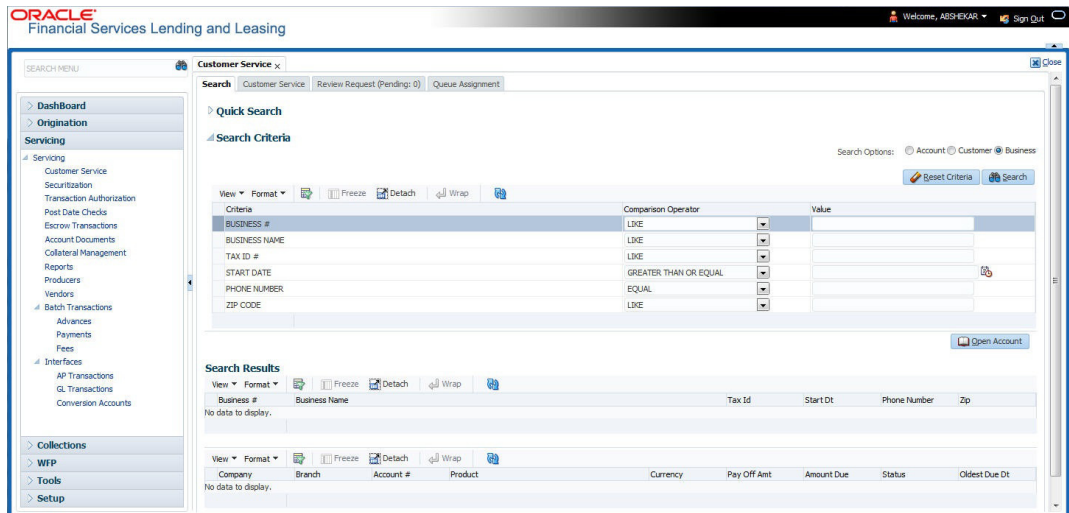 ORACLE
Financial Services Lending and Leasing
Welcome, ABSHEKAR
Sign Out
SEARCH MENU
DashBoard
Origination
Servicing
Servicing
Customer Service
Securitization
Transaction Authorization
Post Date Checks
Escrow Transactions
Account Documents
Collateral Management
Reports
Producers
Vendors
Batch Transactions
Advances
Payments
Fees
Interfaces
AP Transactions
GL Transactions
Conversion Accounts
Collections
WFP
Tools
Setup
Customer Service x
Close
Search Customer Service Review Request (Pending: 0) Queue Assignment
Quick Search
Search Criteria
Search Options: Account Customer Business
Reset Criteria Search
View Format Freeze Detach Wrap
Criteria Comparison Operator Value
BUSINESS # LIKE
BUSINESS NAME LIKE
TAX ID # LIKE
START DATE GREATER THAN OR EQUAL
PHONE NUMBER EQUAL
ZIP CODE LIKE
Open Account
Search Results
View Format Freeze Detach Wrap
Business # Business Name Tax Id Start Dt Phone Number Zip
No data to display.
View Format Freeze Detach Wrap
Company Branch Account # Product Currency Pay Off Amt Amount Due Status Oldest Due Dt
No data to display.